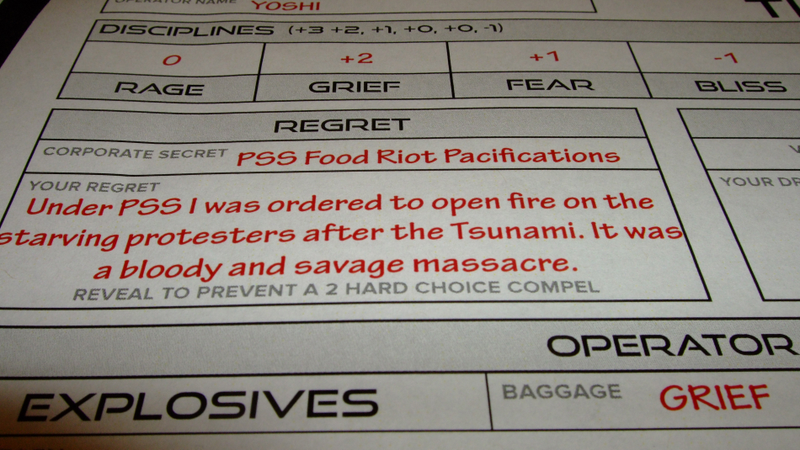 OPERATOR NAME YOSHI
DISCIPLINES (+3 +2, +1, +0, +0, -1)
0 +2 +1 -1
RAGE GRIEF FEAR BLISS
REGRET
CORPORATE SECRET PSS Food Riot Pacifications
YOUR REGRET YOUR DR
Under PSS I was ordered to open fire on the
starving protesters after the Tsunami. It was
a bloody and savage massacre.
REVEAL TO PREVENT A 2 HARD CHOICE COMPEL
OPERATOR
EXPLOSIVES BAGGAGE GRIEF